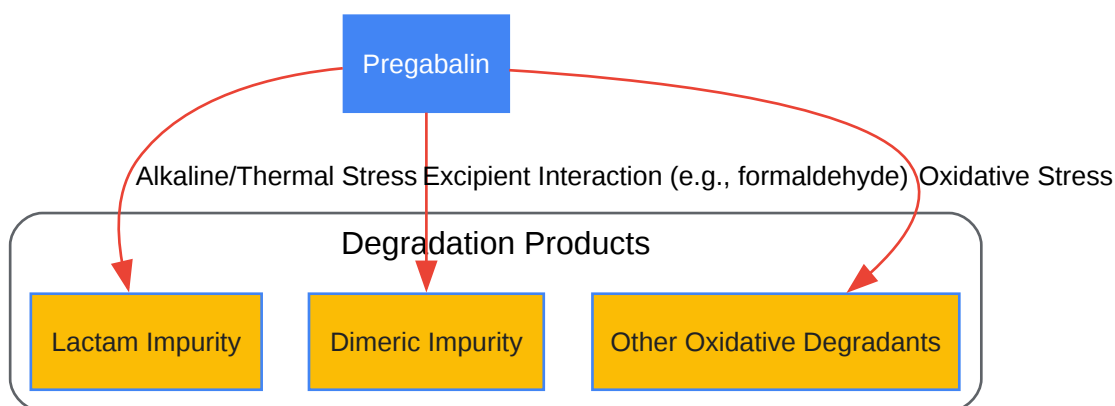 Pregabalin
Alkaline/Thermal Stress Excipient Interaction (e.g., formaldehyde) Oxidative Stress
Degradation Products
Lactam Impurity Dimeric Impurity Other Oxidative Degradants